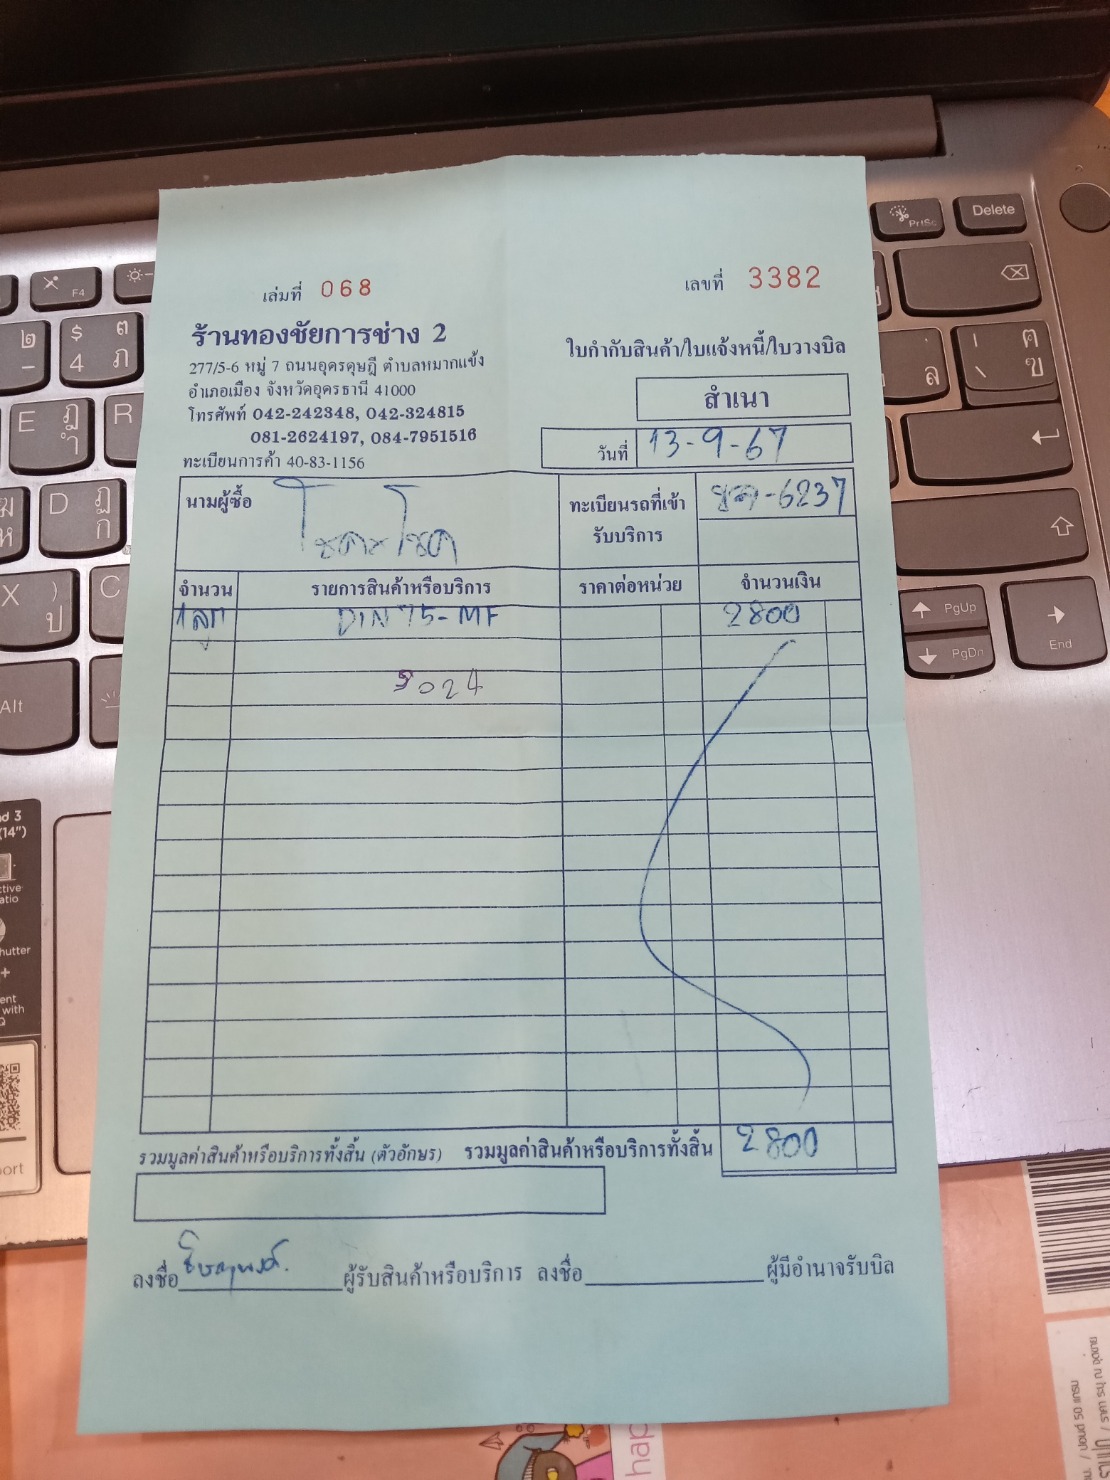 เล่มที่ 068
เลขที่ 3382
ร้านทองชัยการช่าง 2
277/5-6 หมู่ 7 ถนนอุดรดุษฎี ตำบลหมากแข้ง
อำเภอเมือง จังหวัดอุดรธานี 41000
โทรศัพท์ 042-242348, 042-324815
081-2624197, 084-7951516
ทะเบียนการค้า 40-83-1156
ใบกำกับสินค้า/ใบแจ้งหนี้/ใบวางบิล
สำเนา
วันที่ 13-9-67
นามผู้ซื้อ
ทะเบียนรถที่เข้า
รับบริการ
-6237
จำนวน รายการสินค้าหรือบริการ ราคาต่อหน่วย จำนวนเงิน
1ลูก DIN 75-MF 2800
9024
รวมมูลค่าสินค้าหรือบริการทั้งสิ้น (ตัวอักษร) รวมมูลค่าสินค้าหรือบริการทั้งสิ้น 2800
ลงชื่อ ผู้รับสินค้าหรือบริการ ลงชื่อ ผู้มีอำนาจรับบิล
PrtSc
Delete
F4
$
4
ต
ภ
E
R
D
X
C
Alt
PgUp
PgDn
End
(14")
hap